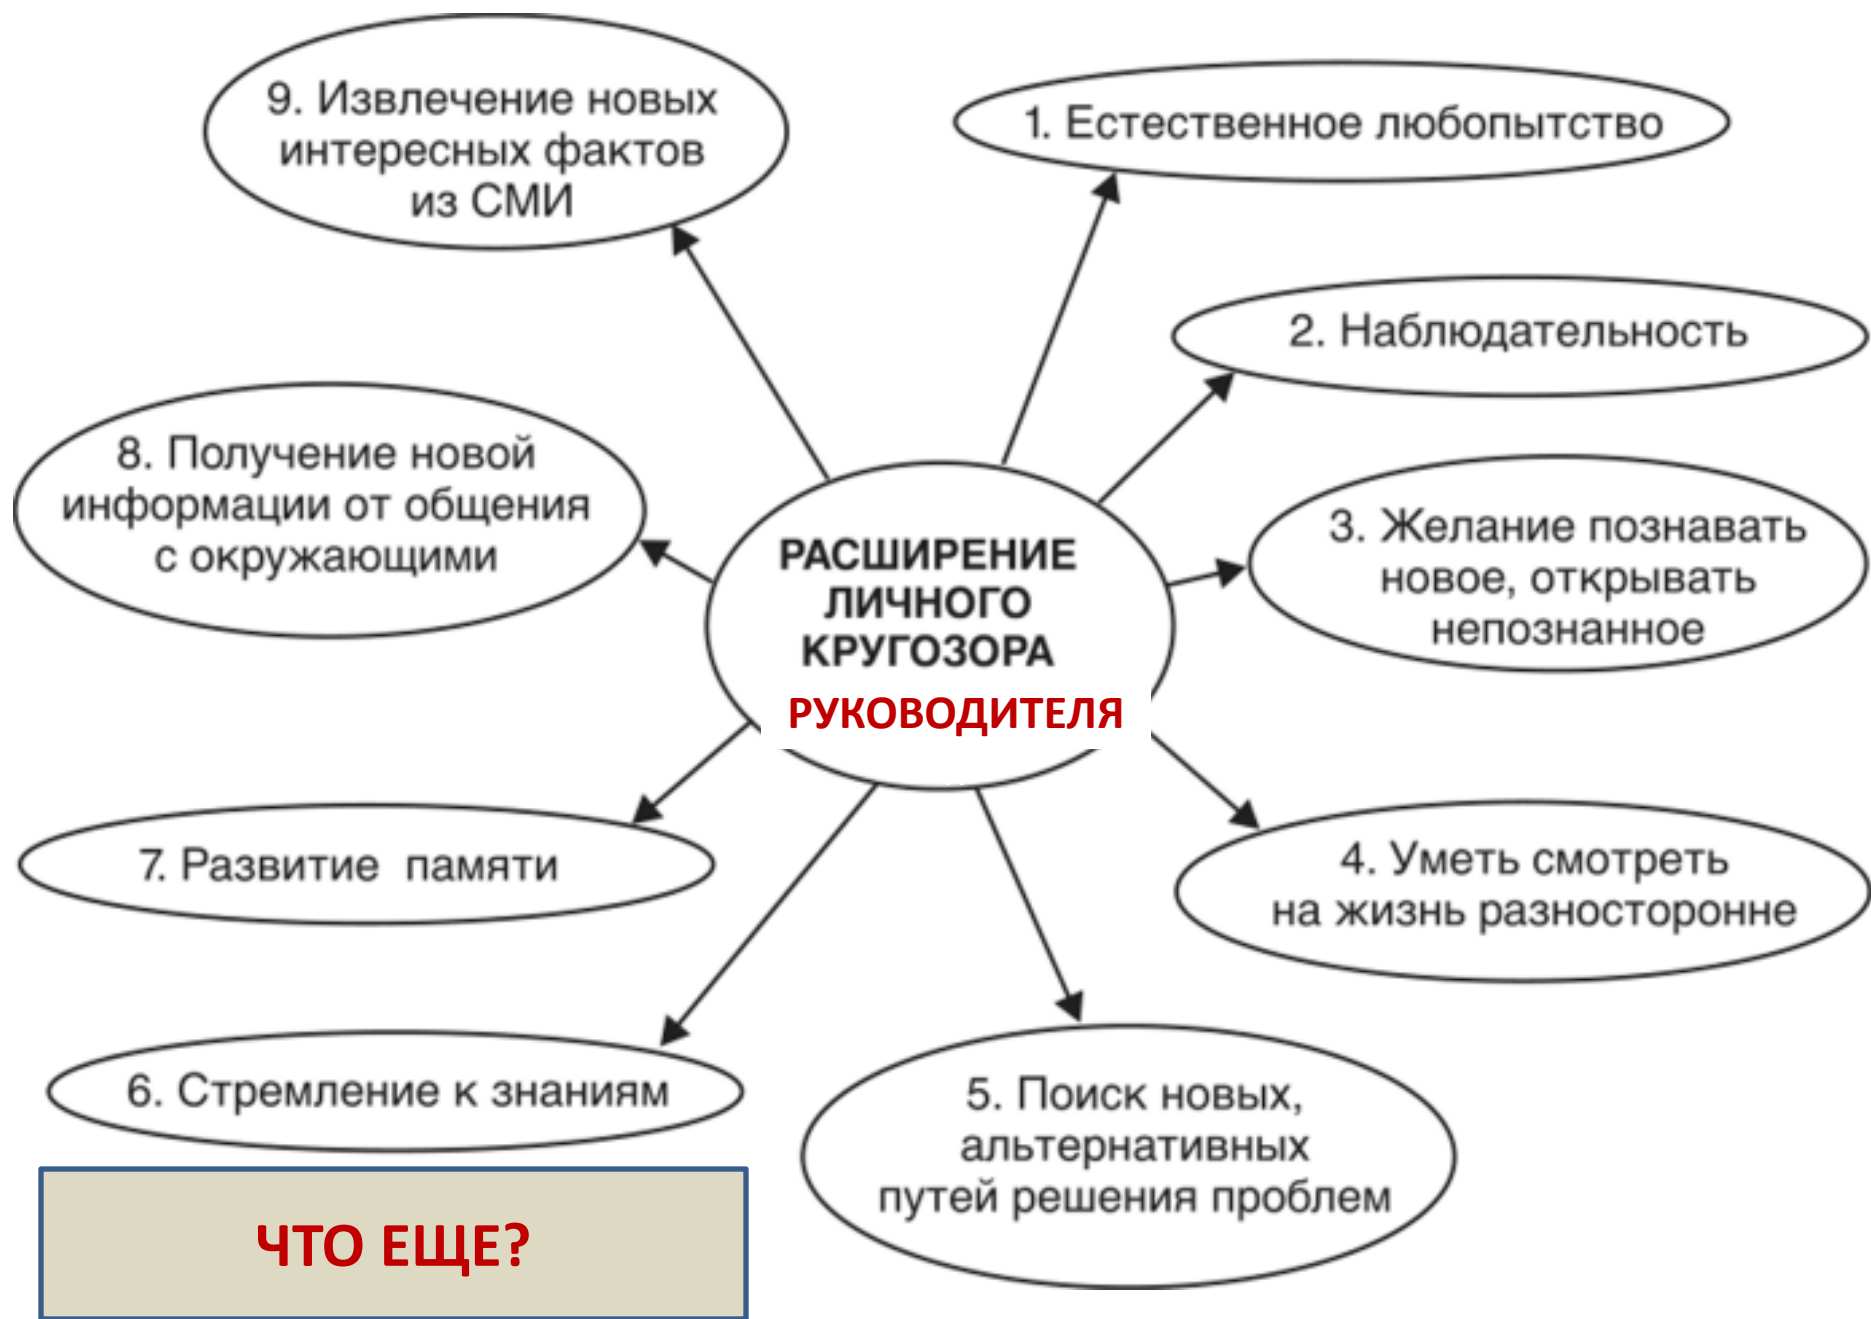 РАСШИРЕНИЕ
ЛИЧНОГО
КРУГОЗОРА
РУКОВОДИТЕЛЯ
1. Естественное любопытство
2. Наблюдательность
3. Желание познавать
новое, открывать
непознанное
4. Уметь смотреть
на жизнь разносторонне
5. Поиск новых,
альтернативных
путей решения проблем
6. Стремление к знаниям
7. Развитие памяти
8. Получение новой
информации от общения
с окружающими
9. Извлечение новых
интересных фактов
из СМИ
ЧТО ЕЩЕ?